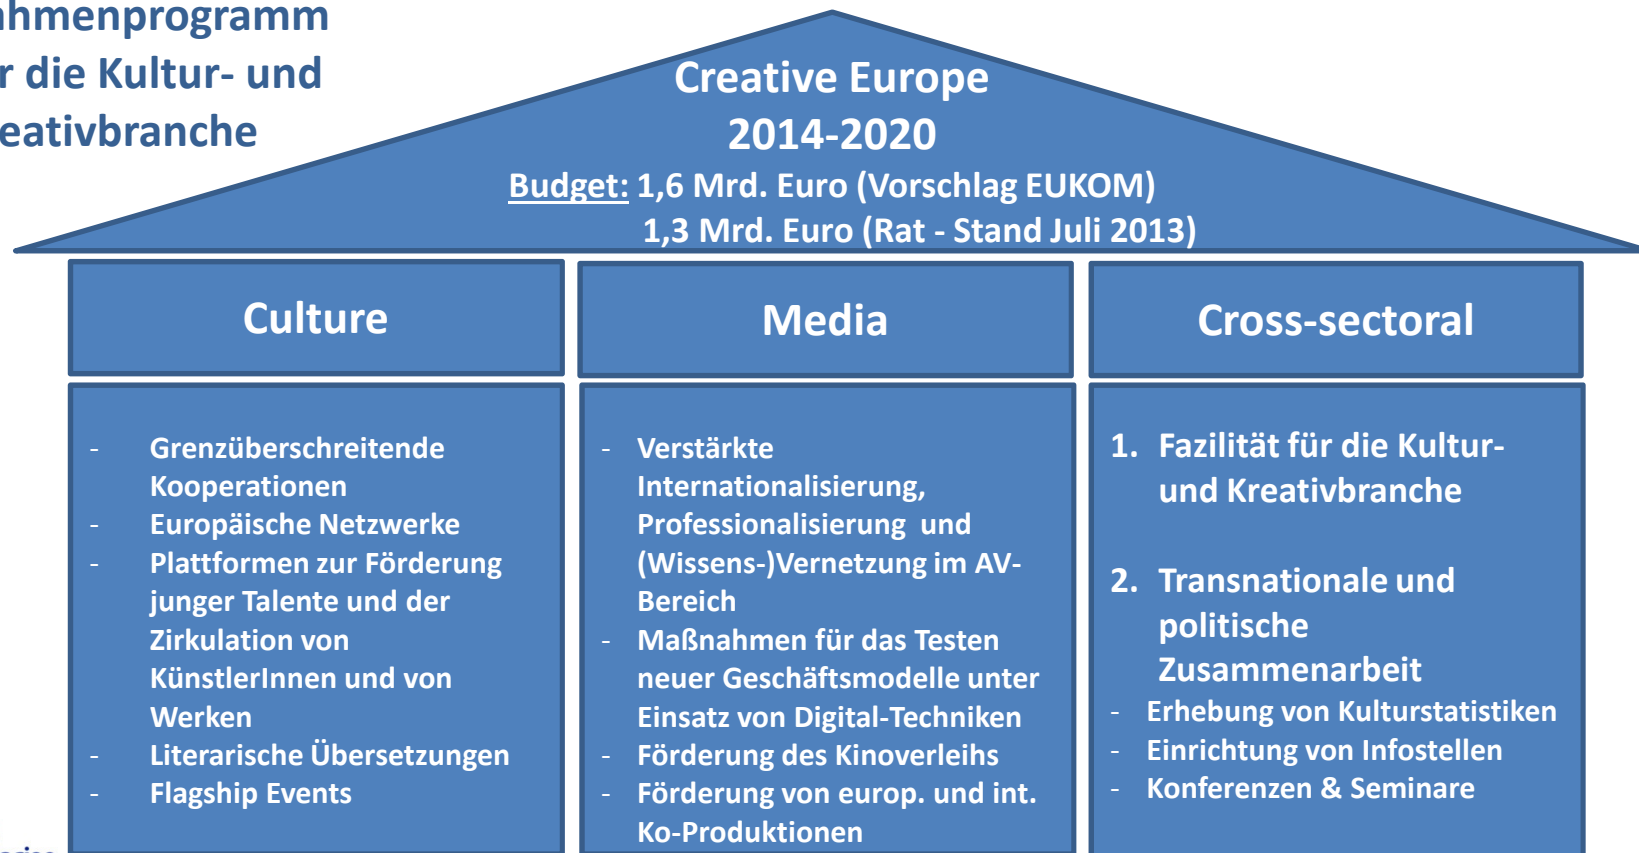 ahmenprogramm
r die Kultur- und
eativbranche
Creative Europe
2014-2020
Budget: 1,6 Mrd. Euro (Vorschlag EUKOM)
1,3 Mrd. Euro (Rat - Stand Juli 2013)
Culture
- Grenzüberschreitende
Kooperationen
- Europäische Netzwerke
- Plattformen zur Förderung
junger Talente und der
Zirkulation von
KünstlerInnen und von
Werken
- Literarische Übersetzungen
- Flagship Events
Media
- Verstärkte
Internationalisierung,
Professionalisierung und
(Wissens-)Vernetzung im AV-
Bereich
- Maßnahmen für das Testen
neuer Geschäftsmodelle unter
Einsatz von Digital-Techniken
- Förderung des Kinoverleihs
- Förderung von europ. und int.
Ko-Produktionen
Cross-sectoral
1. Fazilität für die Kultur-
und Kreativbranche
2. Transnationale und
politische
Zusammenarbeit
- Erhebung von Kulturstatistiken
- Einrichtung von Infostellen
- Konferenzen & Seminare